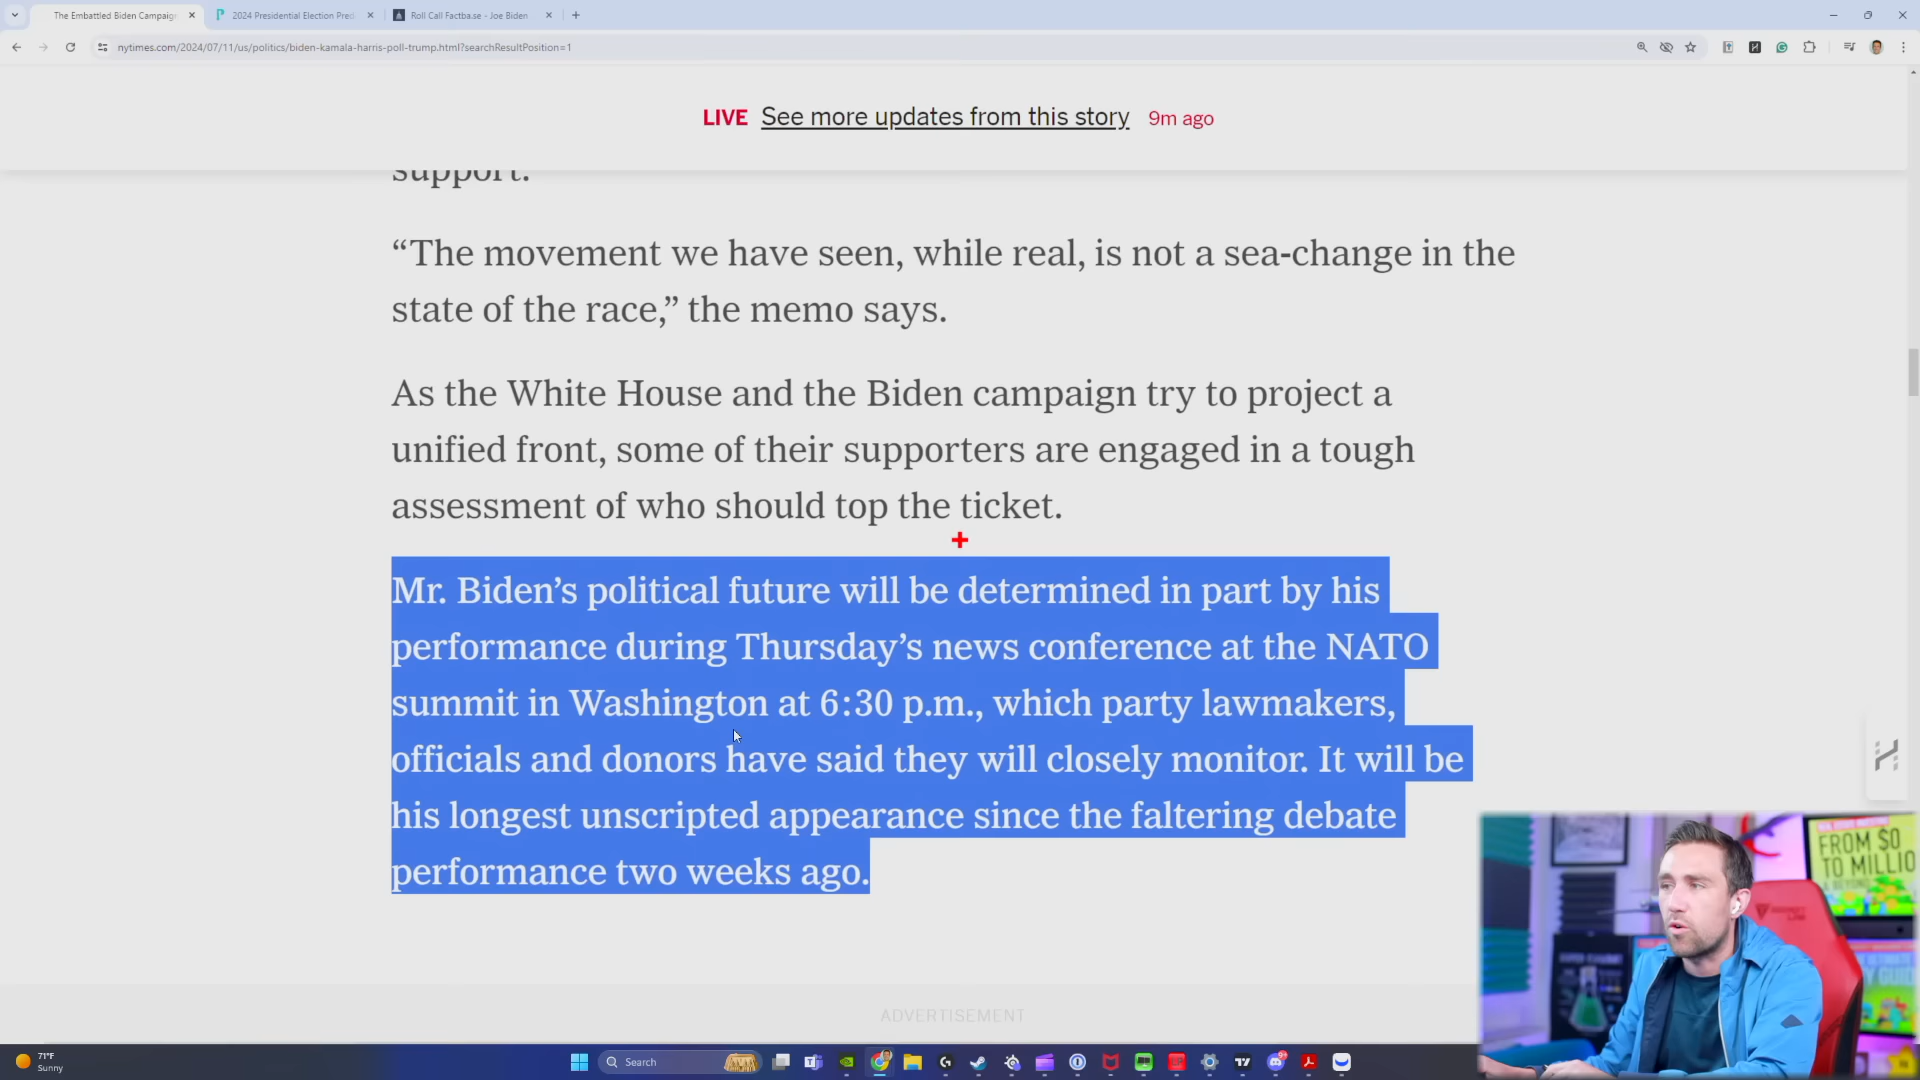 The Embattled Biden Campaign
2024 Presidential Election Pred
Roll Call Factba.se - Joe Biden
nytimes.com/2024/07/11/us/politics/biden-kamala-harris-poll-trump.html?searchResultPosition=1
LIVE See more updates from this story 9m ago
support.
“The movement we have seen, while real, is not a sea-change in the
state of the race,” the memo says.
As the White House and the Biden campaign try to project a
unified front, some of their supporters are engaged in a tough
assessment of who should top the ticket.
Mr. Biden’s political future will be determined in part by his
performance during Thursday’s news conference at the NATO
summit in Washington at 6:30 p.m., which party lawmakers,
officials and donors have said they will closely monitor. It will be
his longest unscripted appearance since the faltering debate
performance two weeks ago.
ADVERTISEMENT
FROM $0
TO MILLIO
71°F
Sunny
Search